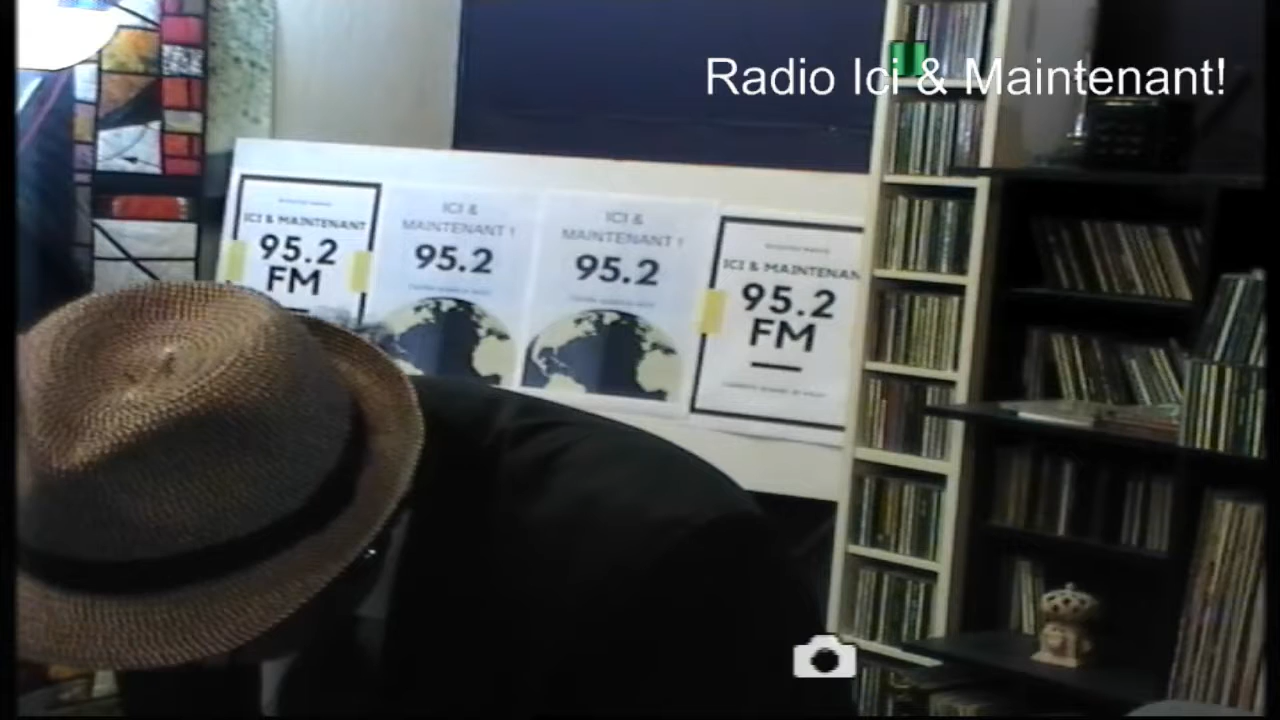 Radio Ici & Maintenant!
ICI & MAINTENANT
95.2
FM
ICI &
MAINTENANT !
95.2
ICI &
MAINTENANT !
95.2
ICI & MAINTENAN
95.2
FM